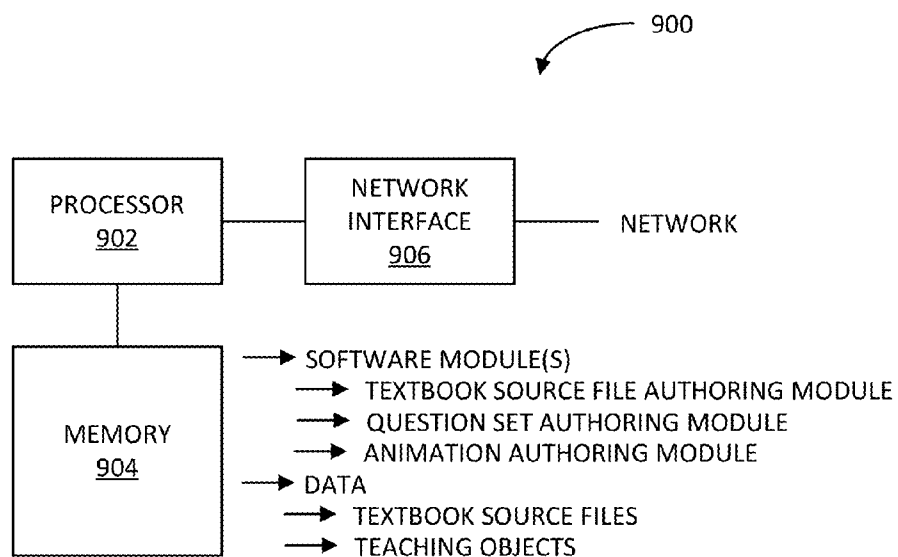 900
PROCESSOR
902
NETWORK
INTERFACE
906
NETWORK
MEMORY
904
SOFTWARE MODULE(S)
TEXTBOOK SOURCE FILE AUTHORING MODULE
QUESTION SET AUTHORING MODULE
ANIMATION AUTHORING MODULE
DATA
TEXTBOOK SOURCE FILES
TEACHING OBJECTS